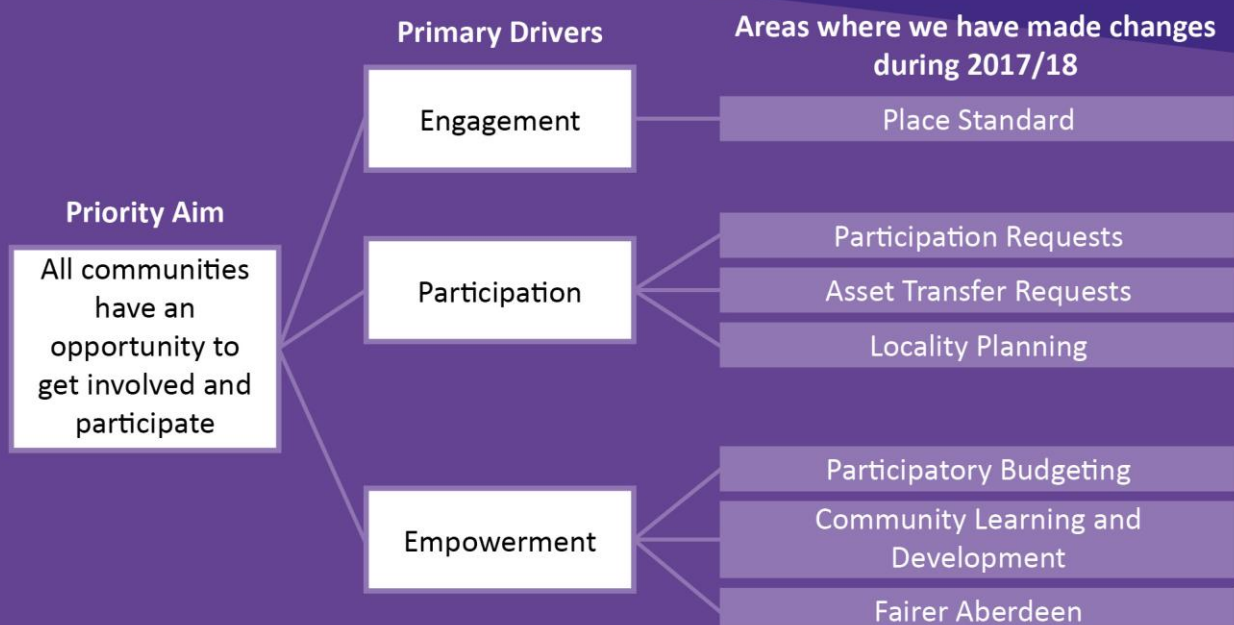 Primary Drivers
Areas where we have made changes
during 2017/18
Engagement
Place Standard
Priority Aim
All communities
have an
opportunity to
get involved and
participate
Participation
Participation Requests
Asset Transfer Requests
Locality Planning
Empowerment
Participatory Budgeting
Community Learning and
Development
Fairer Aberdeen